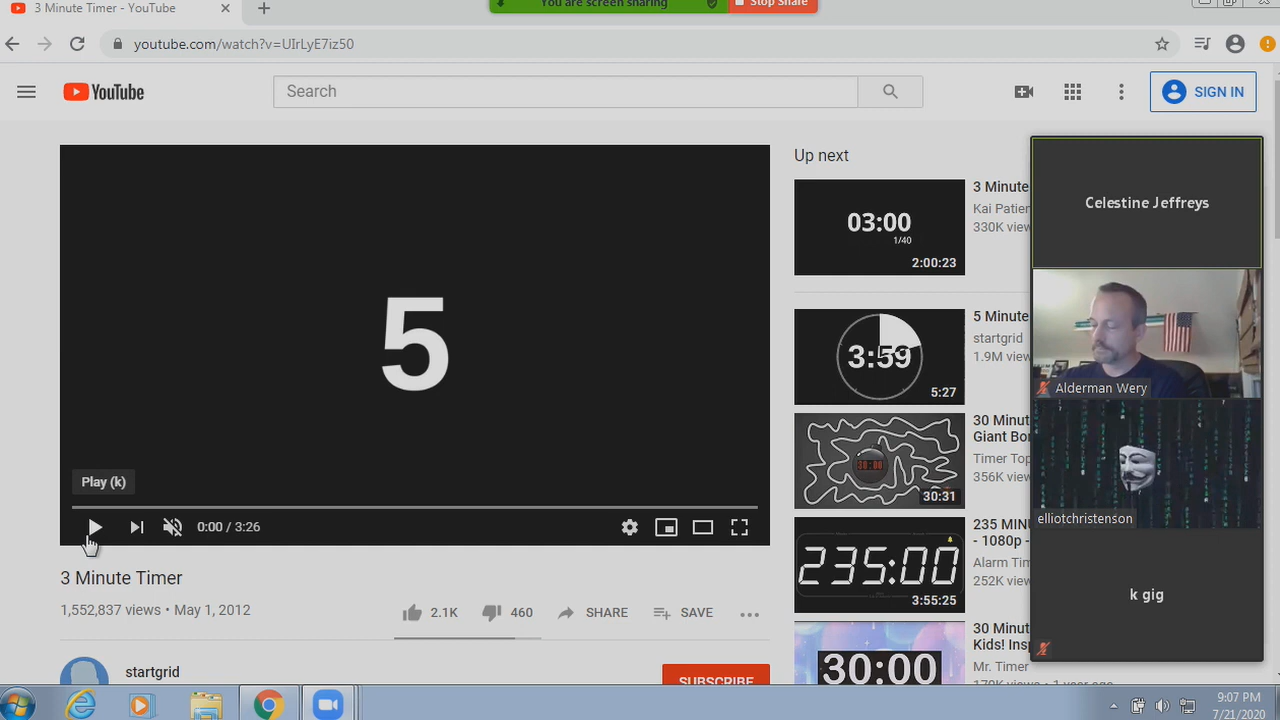 3 Minute Timer - YouTube
You are screen sharing
Stop Share
youtube.com/watch?v=UIrLyE7iz50
YouTube
Search
SIGN IN
5
Play (k)
0:00 / 3:26
3 Minute Timer
1,552,837 views • May 1, 2012
2.1K
460
SHARE
SAVE
startgrid
SUBSCRIBE
Up next
03:00
1/40
2:00:23
3 Minute
Kai Patien
330K view
3:59
5:27
5 Minute
startgrid
1.9M view
30:00
30:31
30 Minut
Giant Bo
Timer Top
356K view
235:00
3:55:25
235 MIN
- 1080p -
Alarm Tim
252K view
30:00
30 Minut
Kids! Insp
Mr. Timer
Celestine Jeffreys
Alderman Wery
elliotchristenson
k gig
9:07 PM
7/21/2020